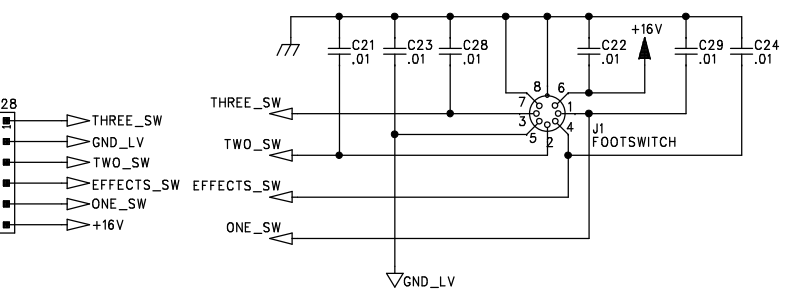 +16V
C21 .01
C23 .01
C28 .01
C22 .01
C29 .01
C24 .01
8
6
7
1
3
4
5
2
J1
FOOTSWITCH
THREE_SW
TWO_SW
EFFECTS_SW
ONE_SW
GND_LV
28
1
THREE_SW
GND_LV
TWO_SW
EFFECTS_SW
ONE_SW
+16V